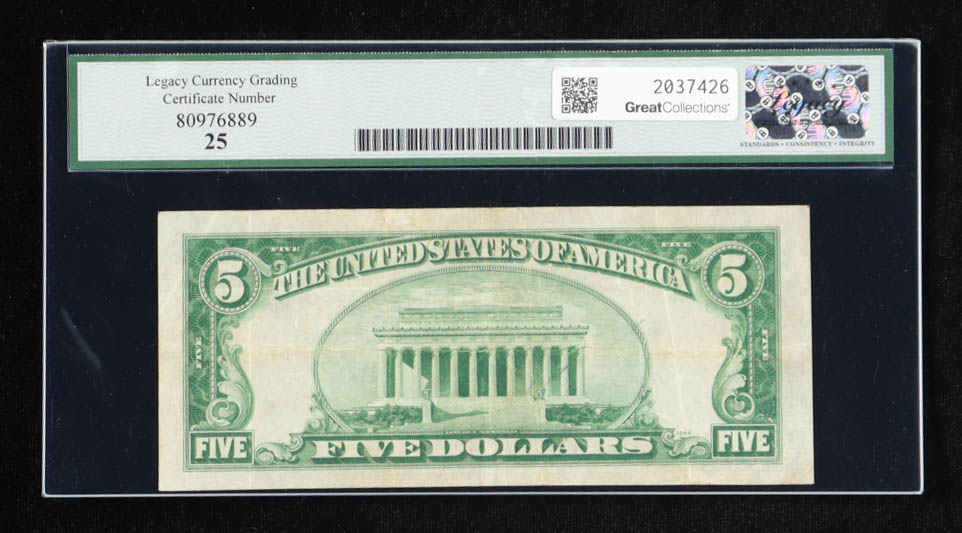 Legacy Currency Grading
Certificate Number
80976889
25
2037426
GreatCollections
Legacy
STANDARDS • CONSISTENCY • INTEGRITY
FIVE FIVE
5 THE UNITED STATES OF AMERICA 5
FIVE FIVE
FIVE FIVE DOLLARS FIVE